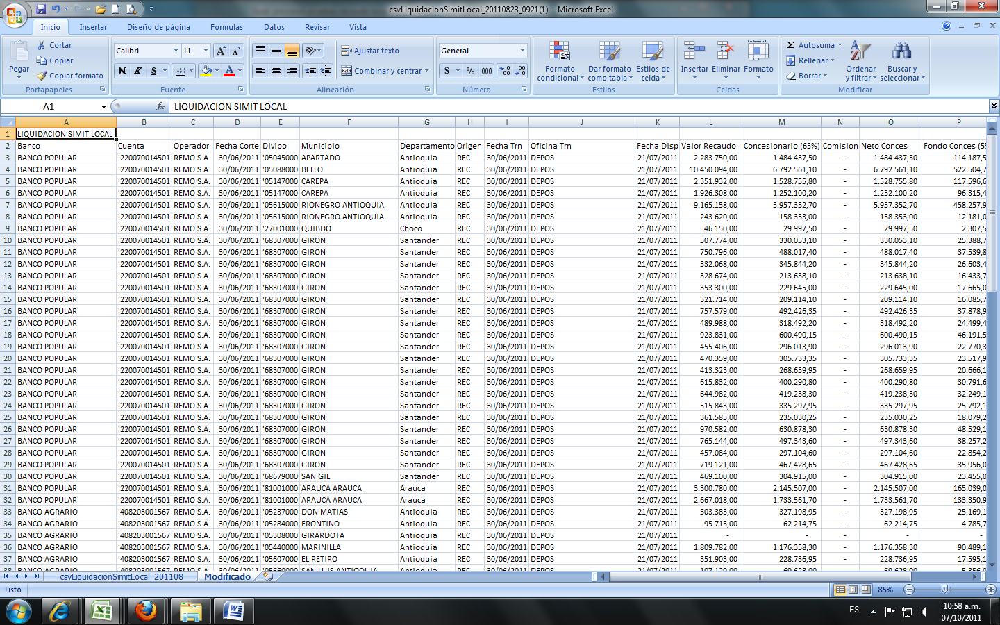 csvLiquidacionSimitLocal_20110823_0921(1) - Microsoft Excel
Inicio Insertar Diseño de página Fórmulas Datos Revisar Vista
Pegar Cortar Copiar Copiar formato
Calibri 11 N K S
Ajustar texto Combinar y centrar
General $ % 000
Formato condicional Dar formato como tabla Estilos de celda
Insertar Eliminar Formato
Autosuma Rellenar Borrar Ordenar y filtrar Buscar y seleccionar
Portapapeles Fuente Alineación Número Estilos Celdas Modificar
A1 fx LIQUIDACION SIMIT LOCAL
A B C D E F G H I J K L M N O P
1 LIQUIDACION SIMIT LOCAL
2 Banco Cuenta Operador Fecha Corte Divipo Municipio Departamento Origen Fecha Trn Oficina Trn Fecha Disp Valor Recaudo Concesionario (65%) Comision Neto Conces Fondo Conces (5%
3 BANCO POPULAR '220070014501 REMO S.A. 30/06/2011 '05045000 APARTADO Antioquia REC 30/06/2011 DEPOS 21/07/2011 2.283.750,00 1.484.437,50 - 1.484.437,50 114.187,5
4 BANCO POPULAR '220070014501 REMO S.A. 30/06/2011 '05088000 BELLO Antioquia REC 30/06/2011 DEPOS 21/07/2011 10.450.094,00 6.792.561,10 - 6.792.561,10 522.504,7
5 BANCO POPULAR '220070014501 REMO S.A. 30/06/2011 '05147000 CAREPA Antioquia REC 30/06/2011 DEPOS 21/07/2011 2.351.932,00 1.528.755,80 - 1.528.755,80 117.596,6
6 BANCO POPULAR '220070014501 REMO S.A. 30/06/2011 '05147000 CAREPA Antioquia REC 30/06/2011 DEPOS 21/07/2011 1.926.308,00 1.252.100,20 - 1.252.100,20 96.315,4
7 BANCO POPULAR '220070014501 REMO S.A. 30/06/2011 '05615000 RIONEGRO ANTIOQUIA Antioquia REC 30/06/2011 DEPOS 21/07/2011 9.165.158,00 5.957.352,70 - 5.957.352,70 458.257,9
8 BANCO POPULAR '220070014501 REMO S.A. 30/06/2011 '05615000 RIONEGRO ANTIOQUIA Antioquia REC 30/06/2011 DEPOS 21/07/2011 243.620,00 158.353,00 - 158.353,00 12.181,0
9 BANCO POPULAR '220070014501 REMO S.A. 30/06/2011 '27001000 QUIBDO Choco REC 30/06/2011 DEPOS 21/07/2011 46.150,00 29.997,50 - 29.997,50 2.307,5
10 BANCO POPULAR '220070014501 REMO S.A. 30/06/2011 '68307000 GIRON Santander REC 30/06/2011 DEPOS 21/07/2011 507.774,00 330.053,10 - 330.053,10 25.388,7
11 BANCO POPULAR '220070014501 REMO S.A. 30/06/2011 '68307000 GIRON Santander REC 30/06/2011 DEPOS 21/07/2011 750.796,00 488.017,40 - 488.017,40 37.539,8
12 BANCO POPULAR '220070014501 REMO S.A. 30/06/2011 '68307000 GIRON Santander REC 30/06/2011 DEPOS 21/07/2011 532.068,00 345.844,20 - 345.844,20 26.603,4
13 BANCO POPULAR '220070014501 REMO S.A. 30/06/2011 '68307000 GIRON Santander REC 30/06/2011 DEPOS 21/07/2011 328.674,00 213.638,10 - 213.638,10 16.433,7
14 BANCO POPULAR '220070014501 REMO S.A. 30/06/2011 '68307000 GIRON Santander REC 30/06/2011 DEPOS 21/07/2011 353.300,00 229.645,00 - 229.645,00 17.665,0
15 BANCO POPULAR '220070014501 REMO S.A. 30/06/2011 '68307000 GIRON Santander REC 30/06/2011 DEPOS 21/07/2011 321.714,00 209.114,10 - 209.114,10 16.085,7
16 BANCO POPULAR '220070014501 REMO S.A. 30/06/2011 '68307000 GIRON Santander REC 30/06/2011 DEPOS 21/07/2011 757.579,00 492.426,35 - 492.426,35 37.878,9
17 BANCO POPULAR '220070014501 REMO S.A. 30/06/2011 '68307000 GIRON Santander REC 30/06/2011 DEPOS 21/07/2011 489.988,00 318.492,20 - 318.492,20 24.499,4
18 BANCO POPULAR '220070014501 REMO S.A. 30/06/2011 '68307000 GIRON Santander REC 30/06/2011 DEPOS 21/07/2011 923.831,00 600.490,15 - 600.490,15 46.191,5
19 BANCO POPULAR '220070014501 REMO S.A. 30/06/2011 '68307000 GIRON Santander REC 30/06/2011 DEPOS 21/07/2011 455.406,00 296.013,90 - 296.013,90 22.770,3
20 BANCO POPULAR '220070014501 REMO S.A. 30/06/2011 '68307000 GIRON Santander REC 30/06/2011 DEPOS 21/07/2011 470.359,00 305.733,35 - 305.733,35 23.517,9
21 BANCO POPULAR '220070014501 REMO S.A. 30/06/2011 '68307000 GIRON Santander REC 30/06/2011 DEPOS 21/07/2011 413.323,00 268.659,95 - 268.659,95 20.666,1
22 BANCO POPULAR '220070014501 REMO S.A. 30/06/2011 '68307000 GIRON Santander REC 30/06/2011 DEPOS 21/07/2011 615.832,00 400.290,80 - 400.290,80 30.791,6
23 BANCO POPULAR '220070014501 REMO S.A. 30/06/2011 '68307000 GIRON Santander REC 30/06/2011 DEPOS 21/07/2011 644.982,00 419.238,30 - 419.238,30 32.249,1
24 BANCO POPULAR '220070014501 REMO S.A. 30/06/2011 '68307000 GIRON Santander REC 30/06/2011 DEPOS 21/07/2011 515.843,00 335.297,95 - 335.297,95 25.792,1
25 BANCO POPULAR '220070014501 REMO S.A. 30/06/2011 '68307000 GIRON Santander REC 30/06/2011 DEPOS 21/07/2011 361.585,00 235.030,25 - 235.030,25 18.079,2
26 BANCO POPULAR '220070014501 REMO S.A. 30/06/2011 '68307000 GIRON Santander REC 30/06/2011 DEPOS 21/07/2011 970.582,00 630.878,30 - 630.878,30 48.529,1
27 BANCO POPULAR '220070014501 REMO S.A. 30/06/2011 '68307000 GIRON Santander REC 30/06/2011 DEPOS 21/07/2011 765.144,00 497.343,60 - 497.343,60 38.257,2
28 BANCO POPULAR '220070014501 REMO S.A. 30/06/2011 '68307000 GIRON Santander REC 30/06/2011 DEPOS 21/07/2011 457.084,00 297.104,60 - 297.104,60 22.854,2
29 BANCO POPULAR '220070014501 REMO S.A. 30/06/2011 '68307000 GIRON Santander REC 30/06/2011 DEPOS 21/07/2011 719.121,00 467.428,65 - 467.428,65 35.956,0
30 BANCO POPULAR '220070014501 REMO S.A. 30/06/2011 '68679000 SAN GIL Santander REC 30/06/2011 DEPOS 21/07/2011 469.100,00 304.915,00 - 304.915,00 23.455,0
31 BANCO POPULAR '220070014501 REMO S.A. 30/06/2011 '81001000 ARAUCA ARAUCA Arauca REC 30/06/2011 DEPOS 21/07/2011 3.300.780,00 2.145.507,00 - 2.145.507,00 165.039,0
32 BANCO POPULAR '220070014501 REMO S.A. 30/06/2011 '81001000 ARAUCA ARAUCA Arauca REC 30/06/2011 DEPOS 21/07/2011 2.667.018,00 1.733.561,70 - 1.733.561,70 133.350,9
33 BANCO AGRARIO '408203001567 REMO S.A. 30/06/2011 '05237000 DON MATIAS Antioquia REC 30/06/2011 DEPOS 21/07/2011 503.383,00 327.198,95 - 327.198,95 25.169,1
34 BANCO AGRARIO '408203001567 REMO S.A. 30/06/2011 '05284000 FRONTINO Antioquia REC 30/06/2011 DEPOS 21/07/2011 95.715,00 62.214,75 - 62.214,75 4.785,7
35 BANCO AGRARIO '408203001567 REMO S.A. 30/06/2011 '05308000 GIRARDOTA Antioquia REC 30/06/2011 DEPOS 21/07/2011 - - - - -
36 BANCO AGRARIO '408203001567 REMO S.A. 30/06/2011 '05440000 MARINILLA Antioquia REC 30/06/2011 DEPOS 21/07/2011 1.809.782,00 1.176.358,30 - 1.176.358,30 90.489,1
37 BANCO AGRARIO '408203001567 REMO S.A. 30/06/2011 '05607000 EL RETIRO Antioquia REC 30/06/2011 DEPOS 21/07/2011 351.903,00 228.736,95 - 228.736,95 17.595,1
38 BANCO AGRARIO '408203001567 REMO S.A. 30/06/2011 SAN LUIS ANTIOQUIA Antioquia REC 30/06/2011 DEPOS 21/07/2011
csvLiquidacionSimitLocal_201108 Modificado
Listo 85%
ES 10:58 a.m.
07/10/2011